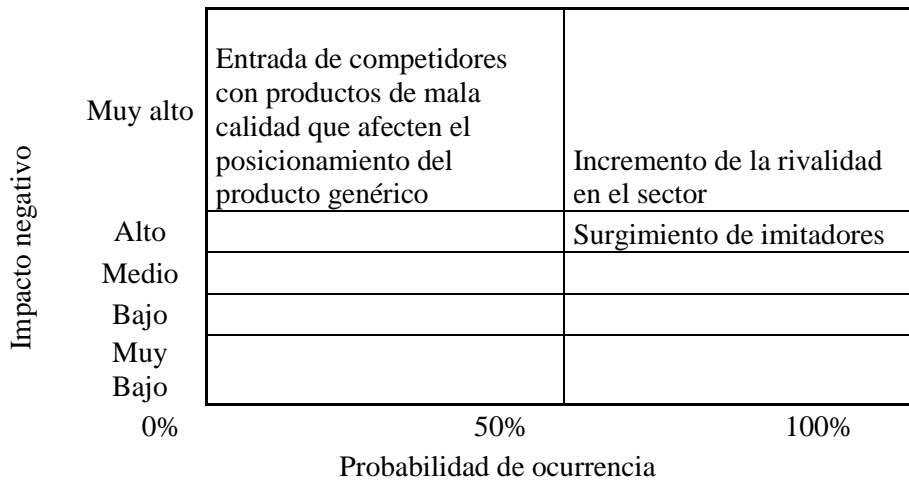 Impacto negativo
Muy alto
Entrada de competidores
con productos de mala
calidad que afecten el
posicionamiento del
producto genérico
Incremento de la rivalidad
en el sector
Alto
Surgimiento de imitadores
Medio
Bajo
Muy
Bajo
0%
50%
100%
Probabilidad de ocurrencia